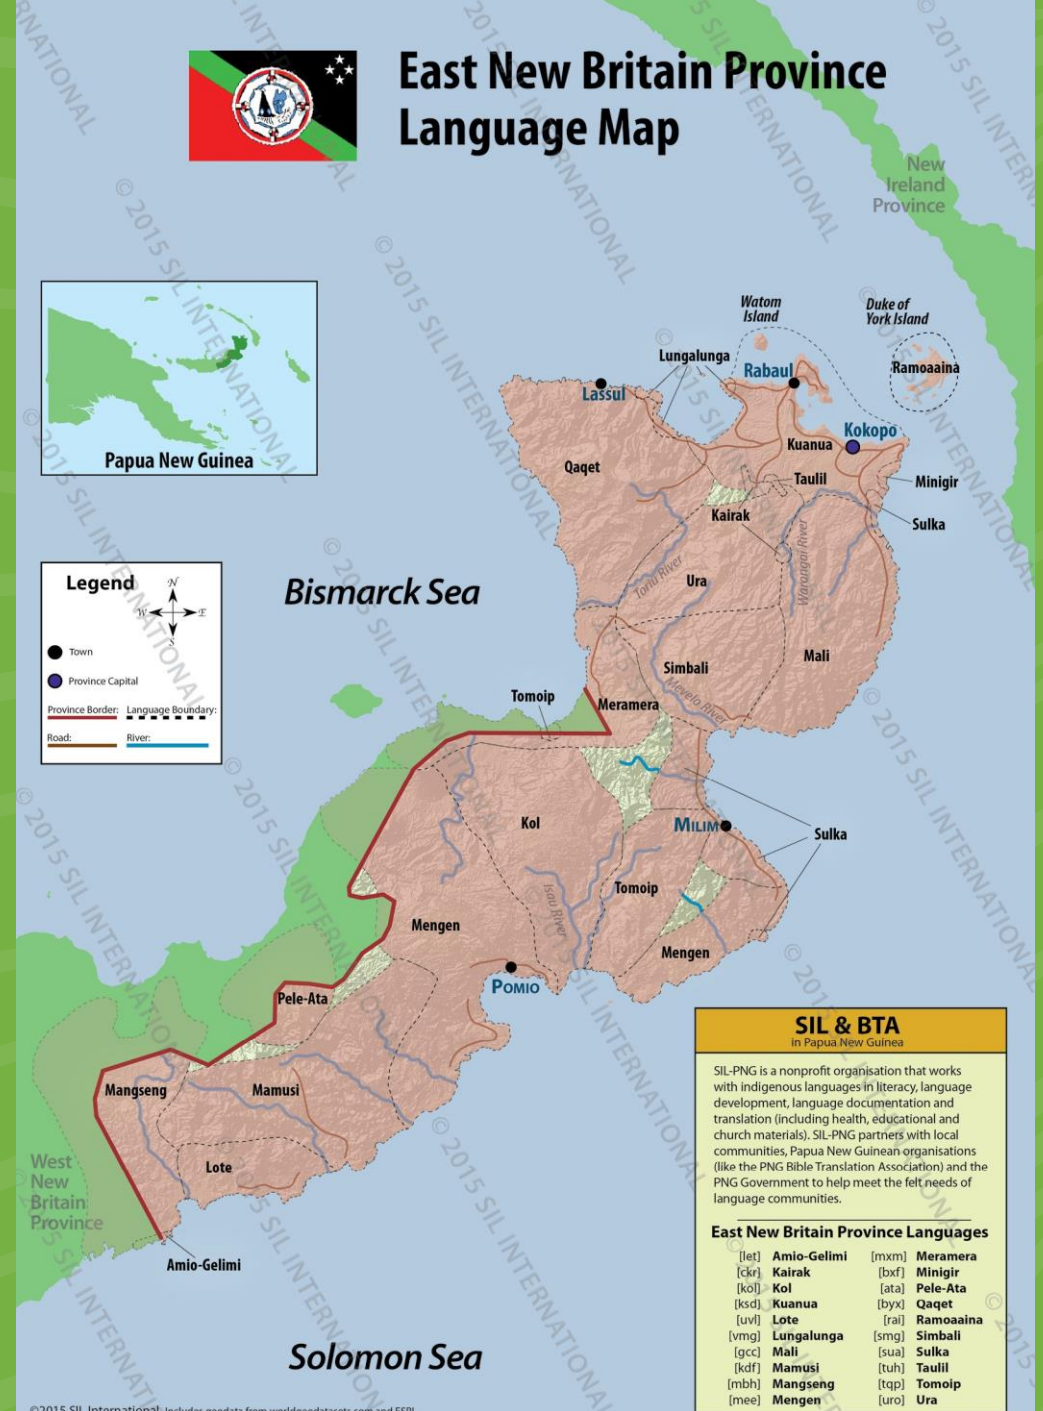 East New Britain Province
Language Map
New
Ireland
Province
Papua New Guinea
Watom
Island
Duke of
York Island
Lungalunga
Rabaul
Ramoaaina
Lassul
Kokopo
Kuanua
Qaqet
Taulil
Minigir
Kairak
Sulka
Toriu River
Warangoi River
Ura
Bismarck Sea
Mali
Simbali
Mevelo River
Tomoip
Meramera
Legend
N
W
E
S
Town
Province Capital
Province Border:
Language Boundary:
Road:
River:
Kol
MILIM
Sulka
Isau River
Tomoip
Mengen
Mengen
POMIO
Pele-Ata
Mangseng
Mamusi
Lote
West
New
Britain
Province
Amio-Gelimi
Solomon Sea
SIL & BTA
in Papua New Guinea
SIL-PNG is a nonprofit organisation that works
with indigenous languages in literacy, language
development, language documentation and
translation (including health, educational and
church materials). SIL-PNG partners with local
communities, Papua New Guinean organisations
(like the PNG Bible Translation Association) and the
PNG Government to help meet the felt needs of
language communities.
East New Britain Province Languages
[let] Amio-Gelimi [mxm] Meramera
[ckr] Kairak [bxf] Minigir
[kol] Kol [ata] Pele-Ata
[ksd] Kuanua [byx] Qaqet
[uvl] Lote [rai] Ramoaaina
[vmg] Lungalunga [smg] Simbali
[gcc] Mali [sua] Sulka
[kdf] Mamusi [tuh] Taulil
[mbh] Mangseng [tqp] Tomoip
[mee] Mengen [uro] Ura
© 2015 SIL INTERNATIONAL